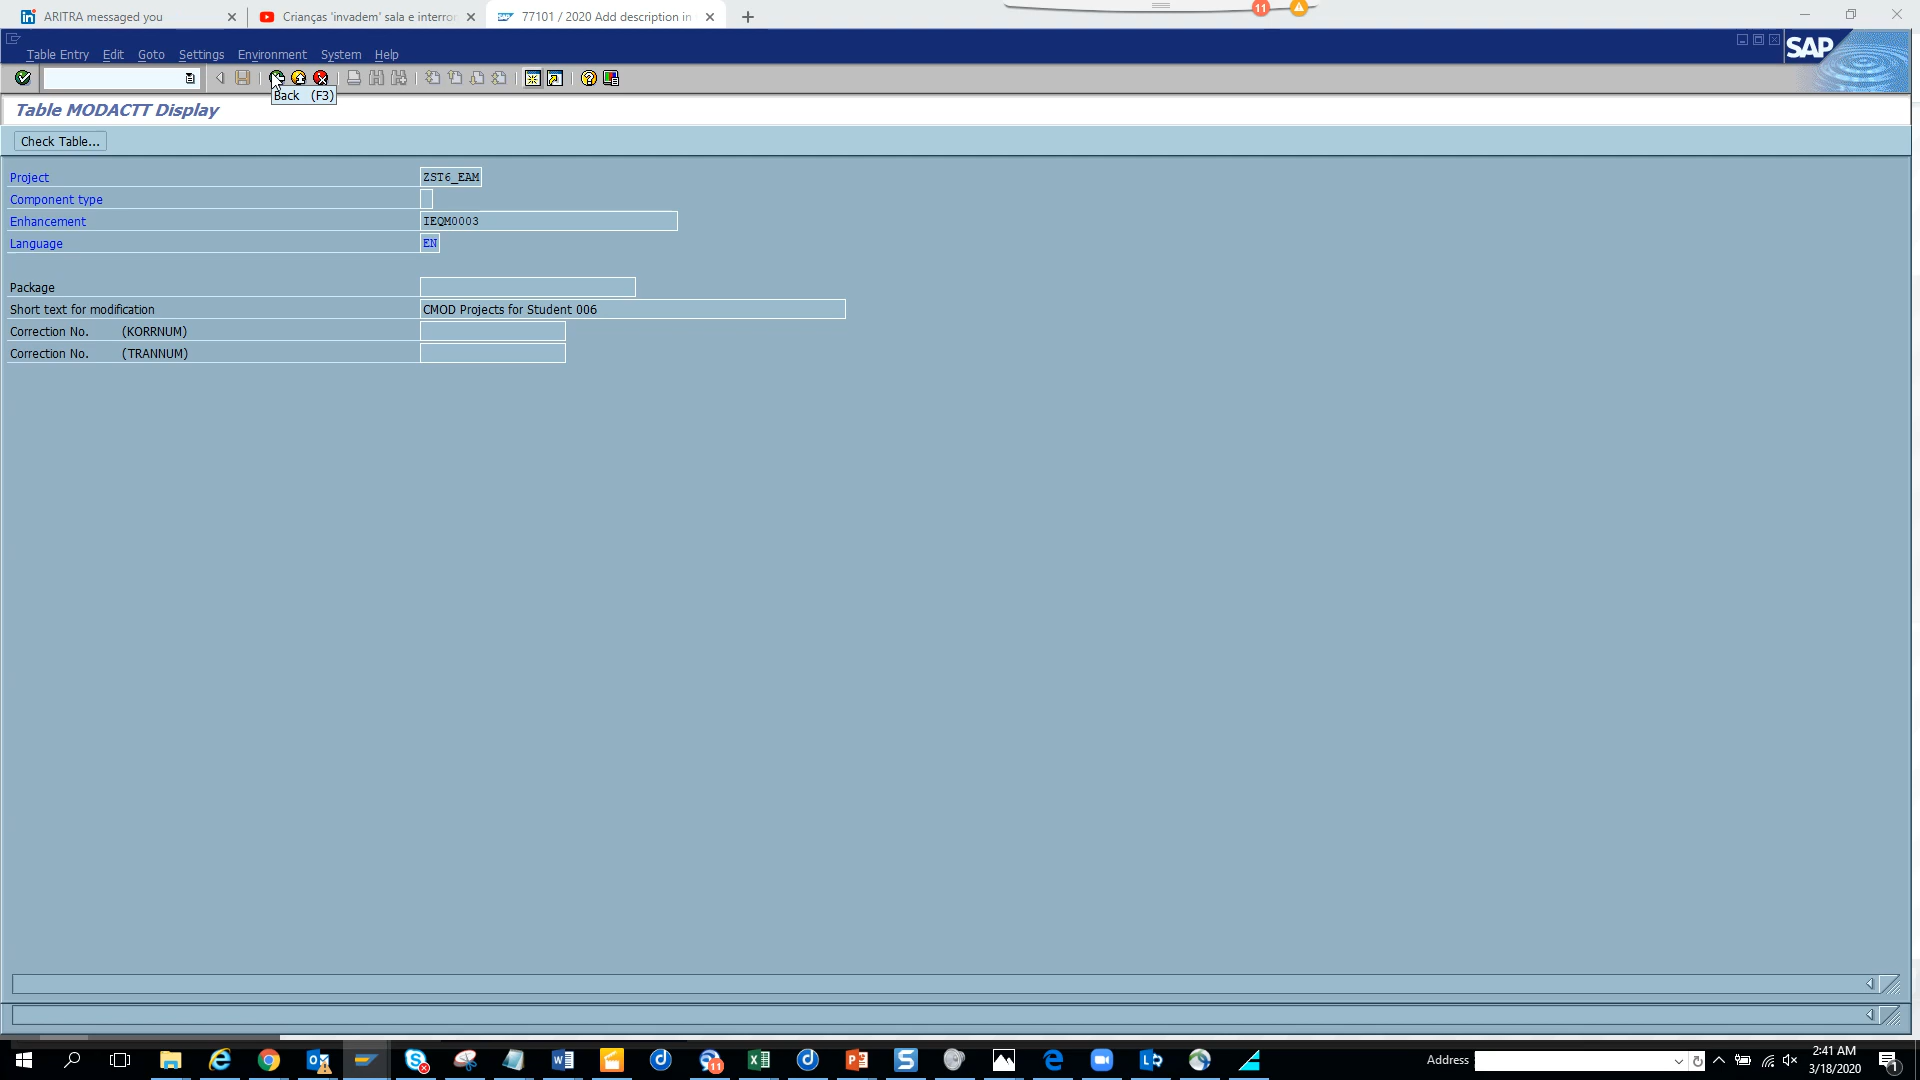 ARITRA messaged you
Crianças 'invadem' sala e interror
77101 / 2020 Add description in
11
Table Entry Edit Goto Settings Environment System Help
SAP
Back (F3)
Table MODACTT Display
Check Table...
Project ZST6_EAM
Component type
Enhancement IEQM0003
Language EN
Package
Short text for modification CMOD Projects for Student 006
Correction No. (KORRNUM)
Correction No. (TRANNUM)
11
Address
2:41 AM
3/18/2020
1